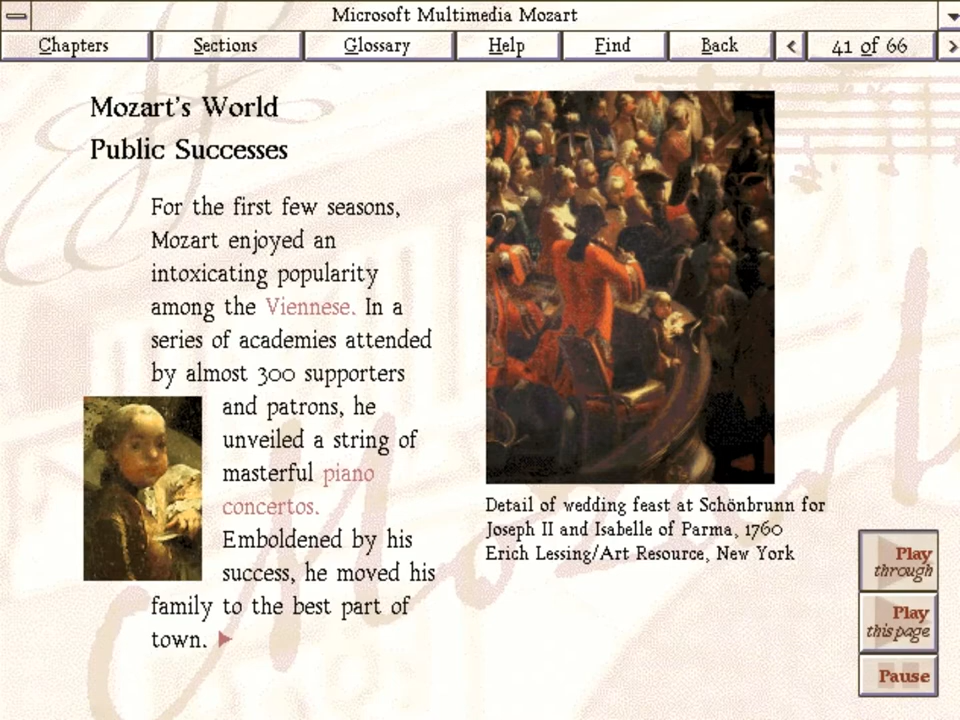 Microsoft Multimedia Mozart
Chapters Sections Glossary Help Find Back < 41 of 66 >
Mozart's World
Public Successes
For the first few seasons,
Mozart enjoyed an
intoxicating popularity
among the Viennese. In a
series of academies attended
by almost 300 supporters
and patrons, he
unveiled a string of
masterful piano
concertos.
Emboldened by his
success, he moved his
family to the best part of
town.
Detail of wedding feast at Schönbrunn for
Joseph II and Isabelle of Parma, 1760
Erich Lessing/Art Resource, New York
Play
through
Play
this page
Pause